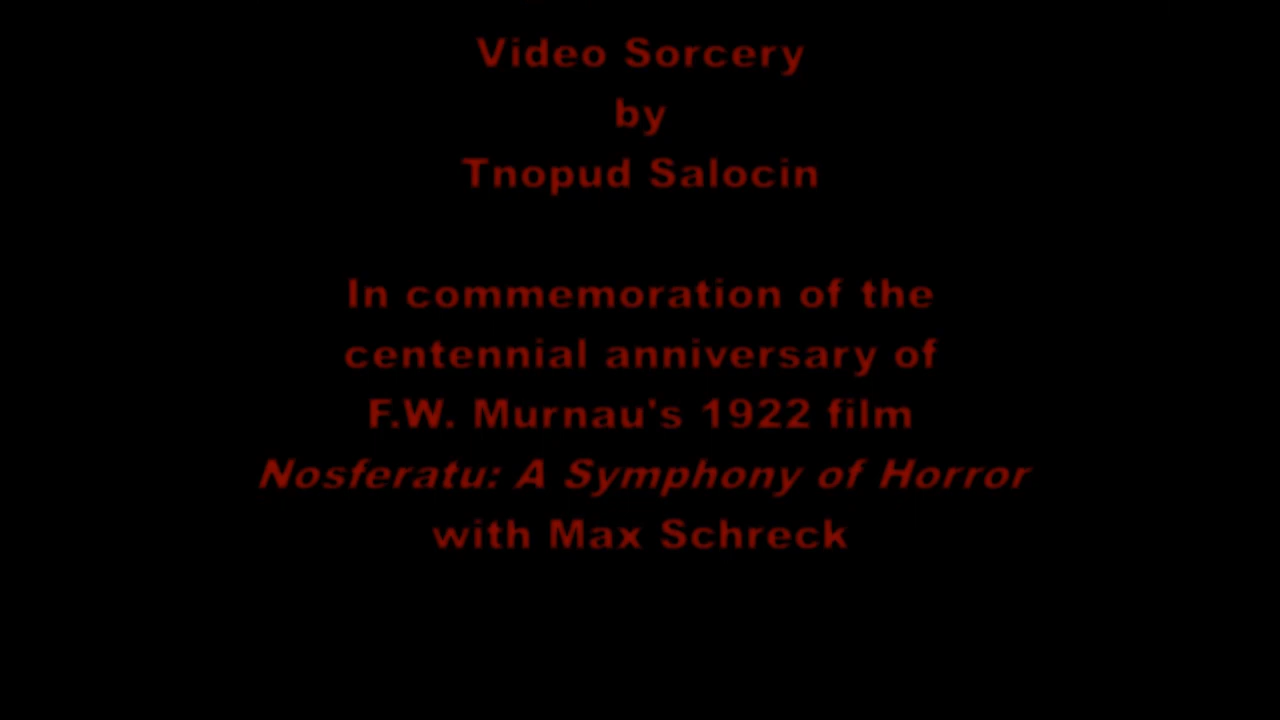 Video Sorcery
by
Tnopud Salocin
In commemoration of the
centennial anniversary of
F.W. Murnau's 1922 film
Nosferatu: A Symphony of Horror
with Max Schreck